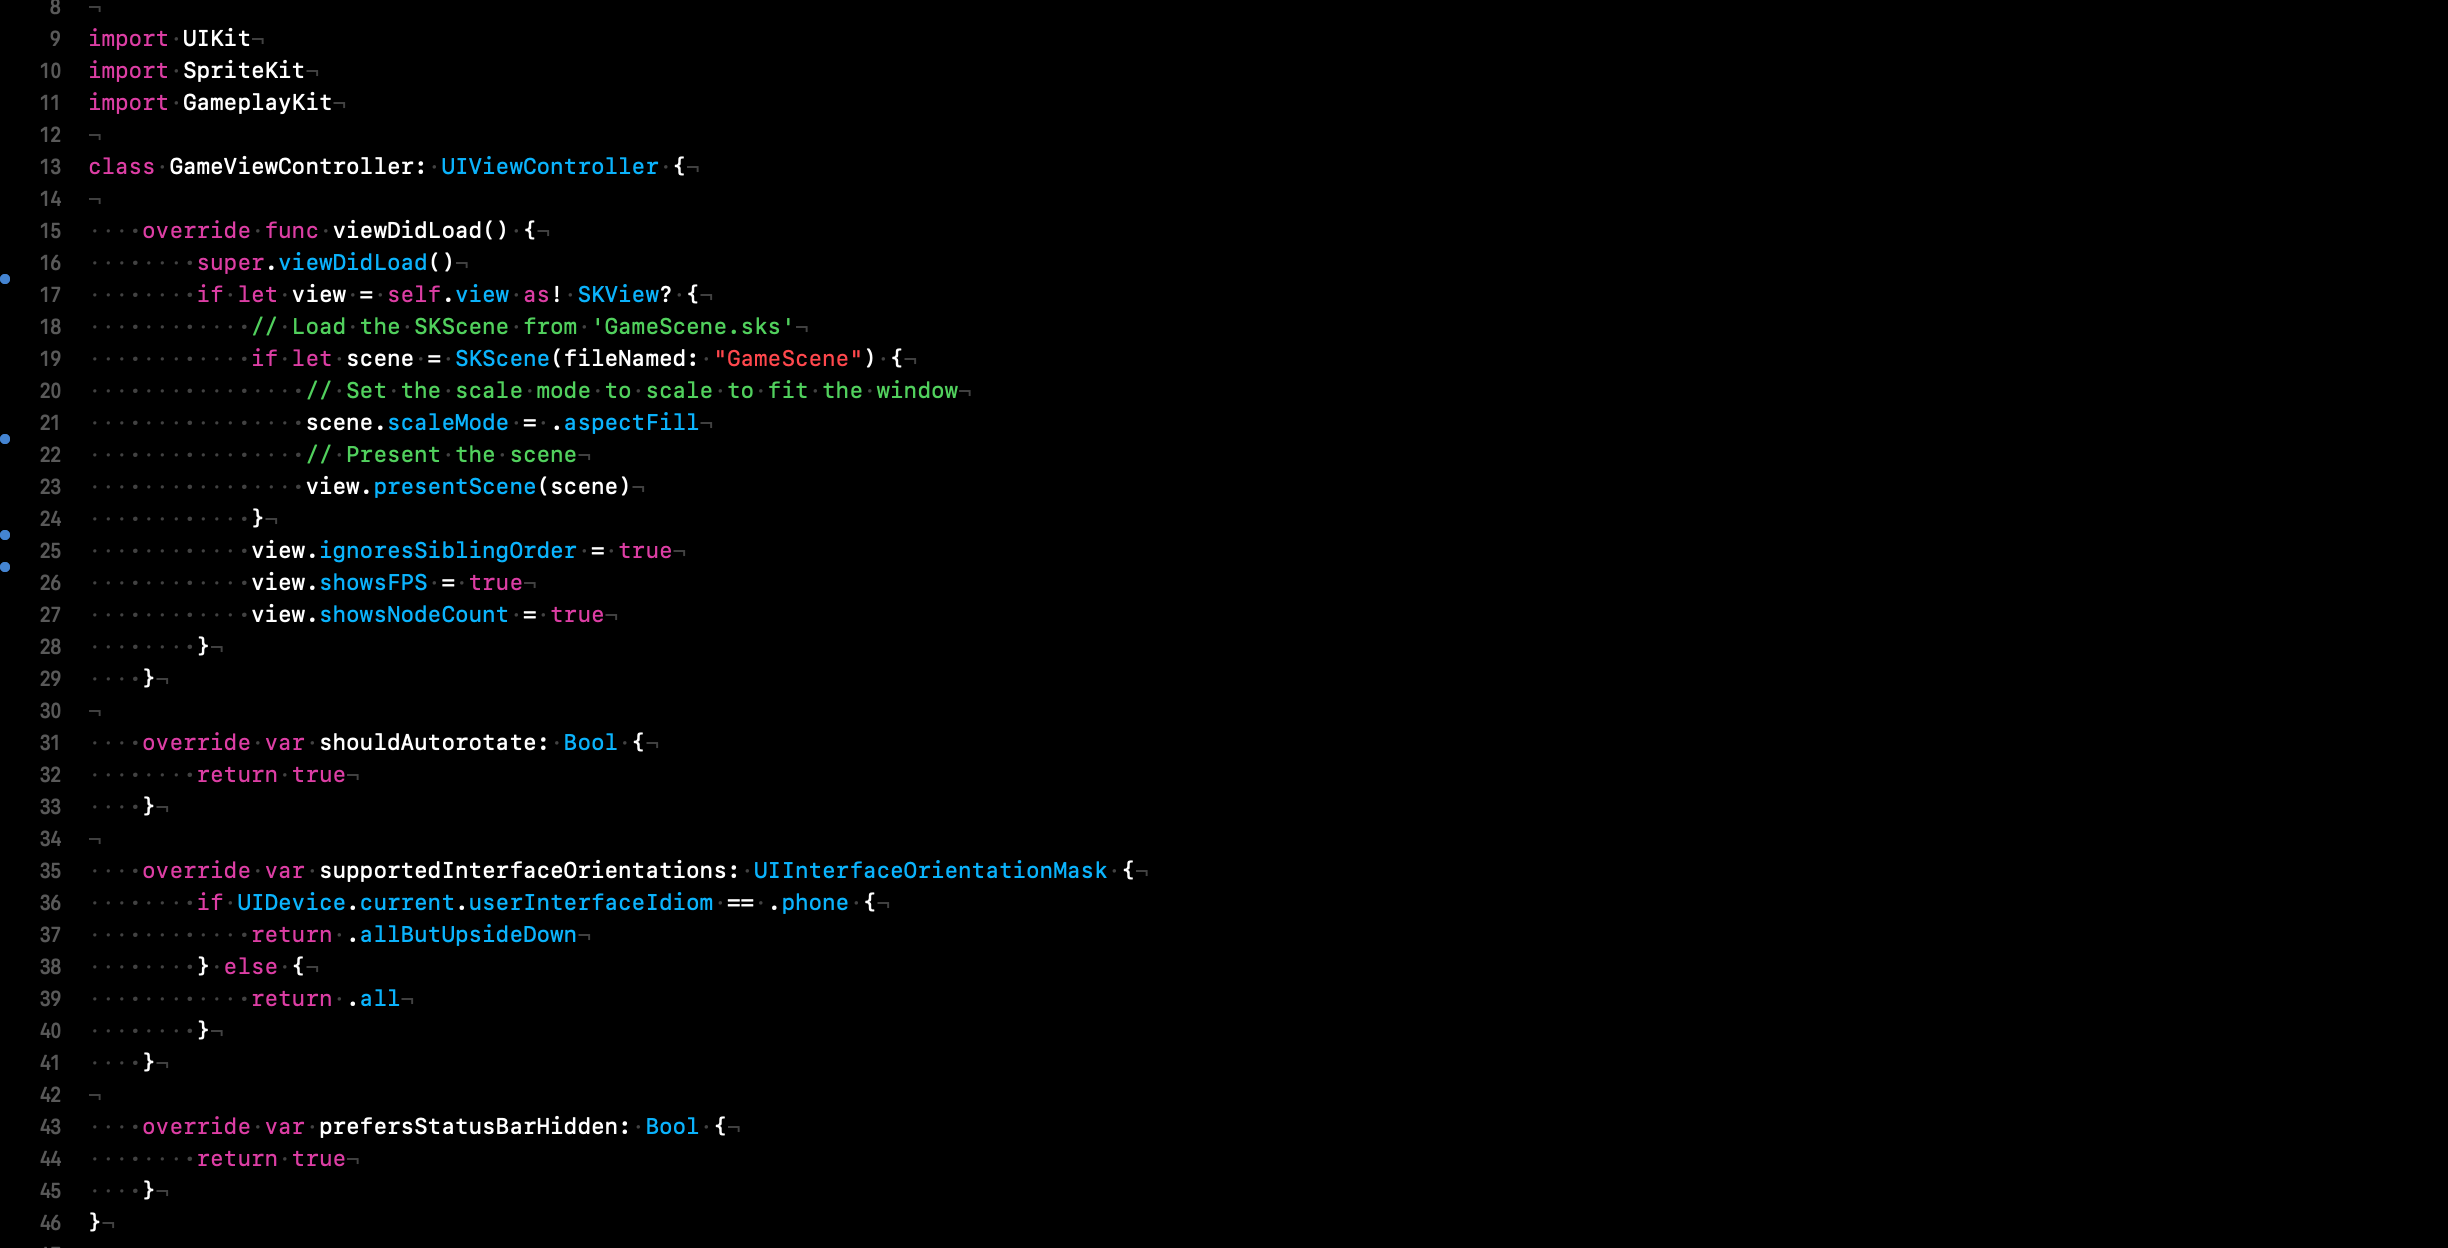 8
9 import UIKit
10 import SpriteKit
11 import GameplayKit
12
13 class GameViewController: UIViewController {
14
15     override func viewDidLoad() {
16         super.viewDidLoad()
17         if let view = self.view as! SKView? {
18             // Load the SKScene from 'GameScene.sks'
19             if let scene = SKScene(fileNamed: "GameScene") {
20                 // Set the scale mode to scale to fit the window
21                 scene.scaleMode = .aspectFill
22                 // Present the scene
23                 view.presentScene(scene)
24             }
25             view.ignoresSiblingOrder = true
26             view.showsFPS = true
27             view.showsNodeCount = true
28         }
29     }
30
31     override var shouldAutorotate: Bool {
32         return true
33     }
34
35     override var supportedInterfaceOrientations: UIInterfaceOrientationMask {
36         if UIDevice.current.userInterfaceIdiom == .phone {
37             return .allButUpsideDown
38         } else {
39             return .all
40         }
41     }
42
43     override var prefersStatusBarHidden: Bool {
44         return true
45     }
46 }